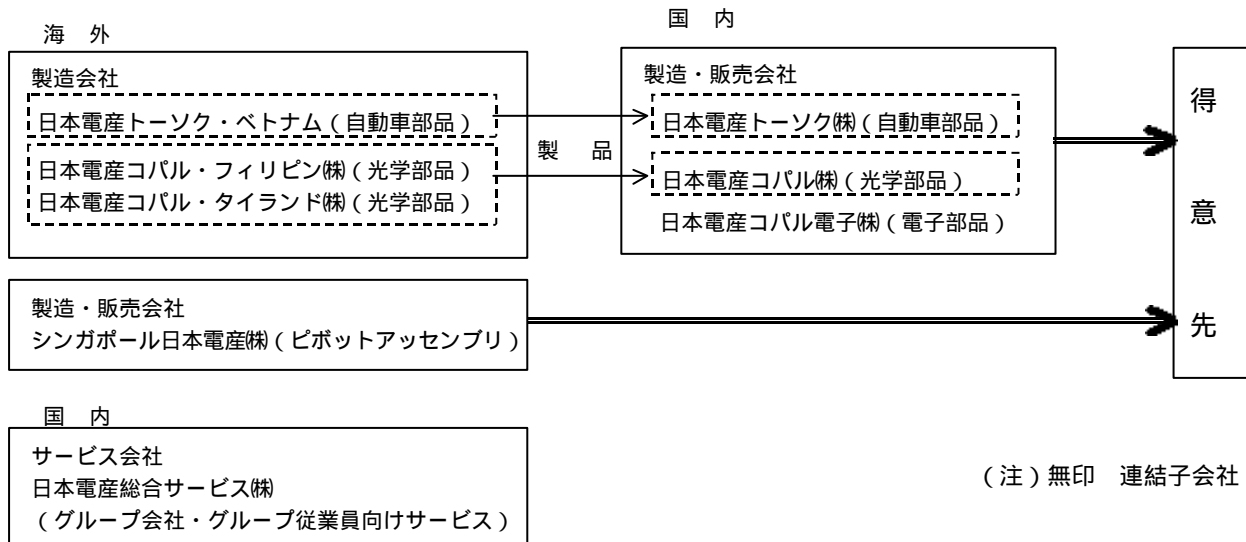 海 外
製造会社
日本電産トーソク・ベトナム(自動車部品)
日本電産コパル・フィリピン㈱(光学部品)
日本電産コパル・タイランド㈱(光学部品)
製 品
国 内
製造・販売会社
日本電産トーソク㈱(自動車部品)
日本電産コパル㈱(光学部品)
日本電産コパル電子㈱(電子部品)
得
意
先
製造・販売会社
シンガポール日本電産㈱(ピボットアッセンブリ)
国 内
サービス会社
日本電産総合サービス㈱
(グループ会社・グループ従業員向けサービス)
(注)無印 連結子会社